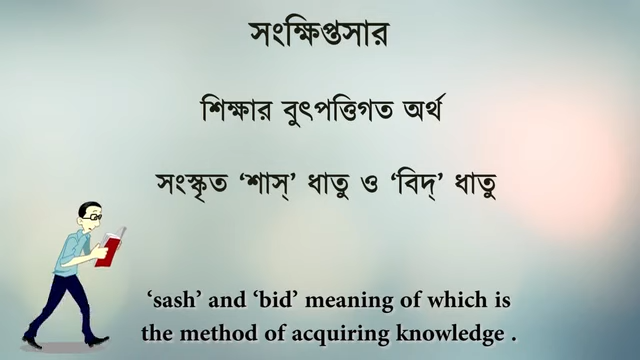 সংক্ষিপ্তসার
শিক্ষার বুৎপত্তিগত অর্থ
সংস্কৃত ‘শাস্’ ধাতু ও ‘বিদ্’ ধাতু
‘sash’ and ‘bid’ meaning of which is
the method of acquiring knowledge .